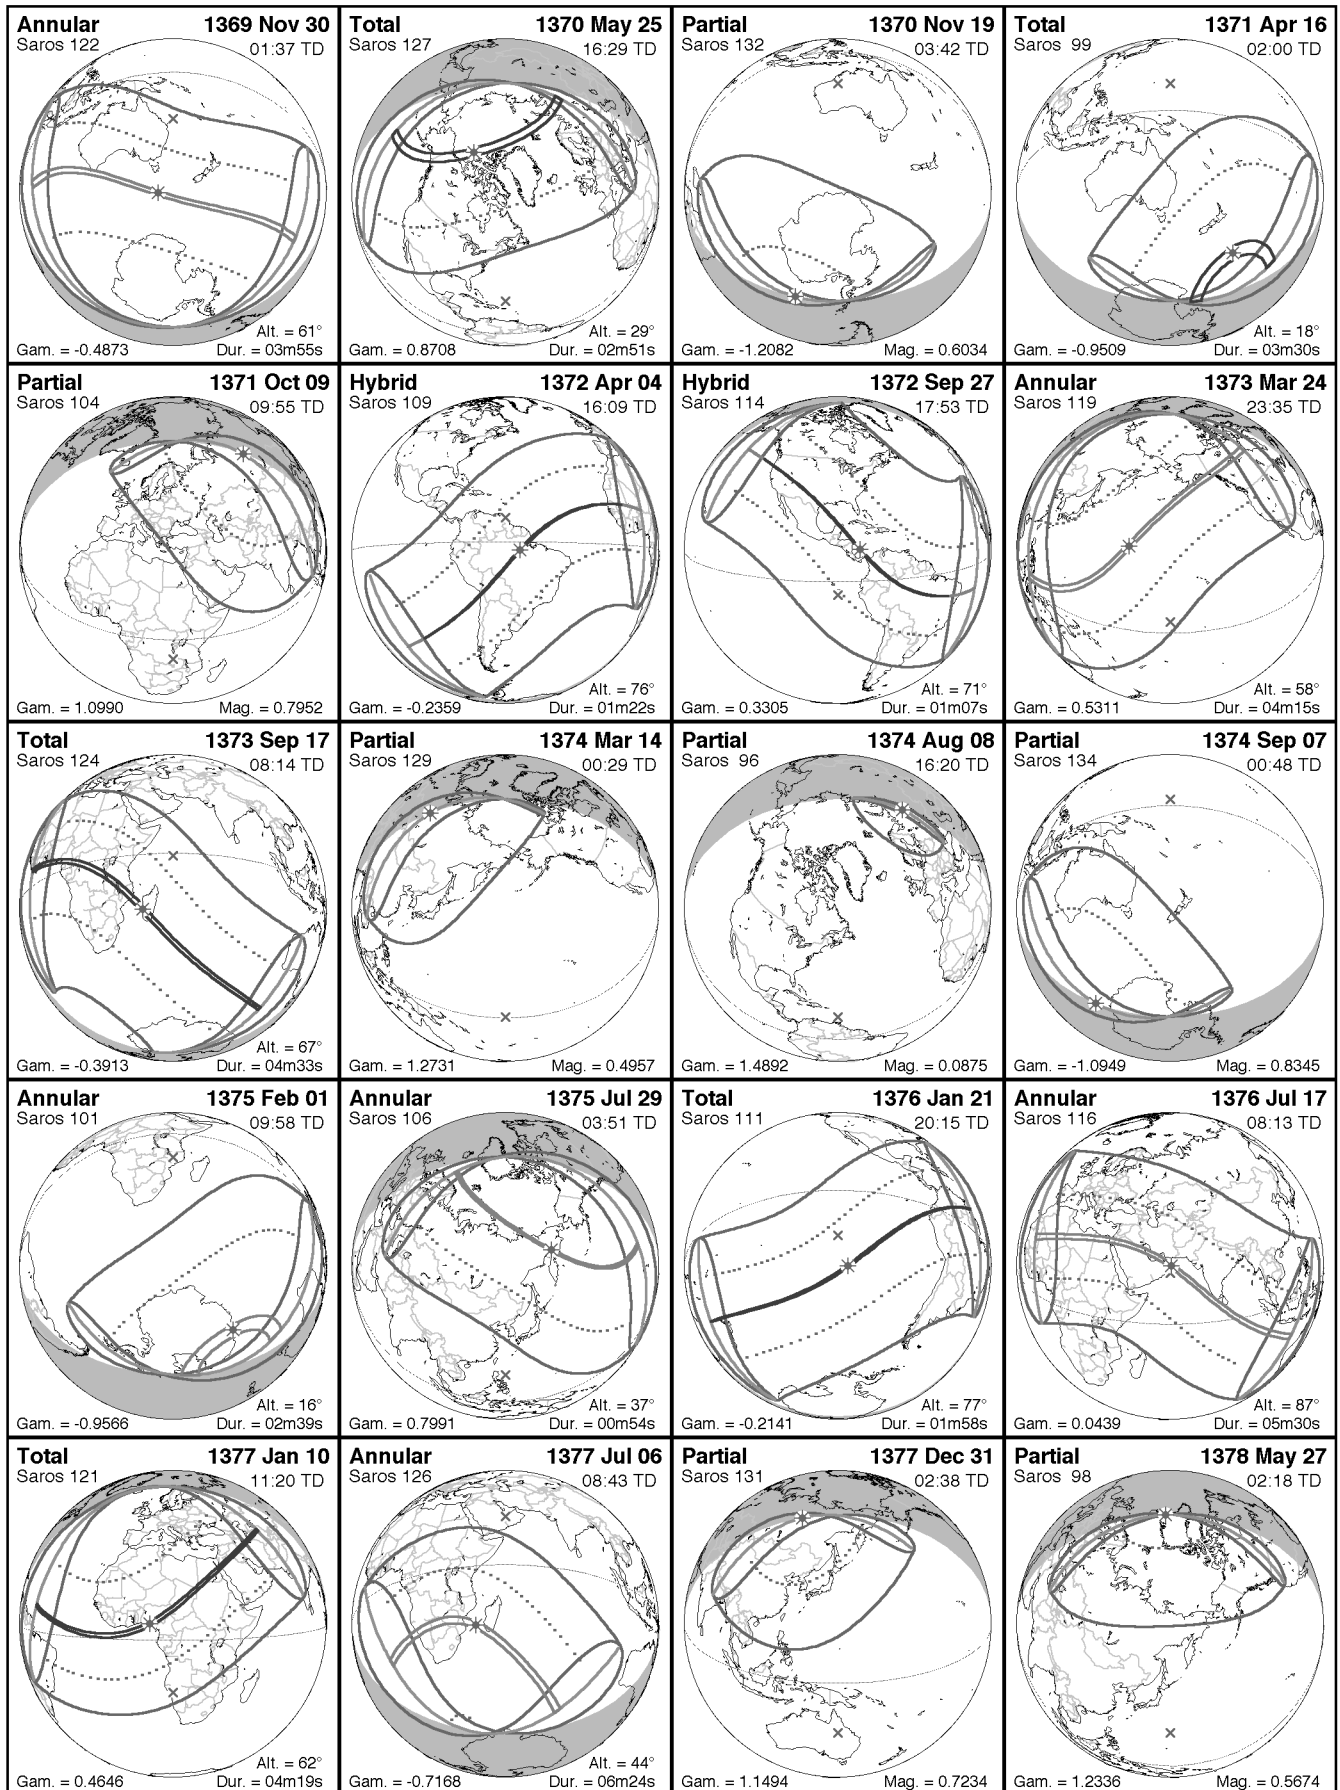 Annular 1369 Nov 30
Saros 122 01:37 TD
Alt. = 61°
Gam. = -0.4873 Dur. = 03m55s
Total 1370 May 25
Saros 127 16:29 TD
Alt. = 29°
Gam. = 0.8708 Dur. = 02m51s
Partial 1370 Nov 19
Saros 132 03:42 TD
Gam. = -1.2082 Mag. = 0.6034
Total 1371 Apr 16
Saros 99 02:00 TD
Alt. = 18°
Gam. = -0.9509 Dur. = 03m30s
Partial 1371 Oct 09
Saros 104 09:55 TD
Gam. = 1.0990 Mag. = 0.7952
Hybrid 1372 Apr 04
Saros 109 16:09 TD
Alt. = 76°
Gam. = -0.2359 Dur. = 01m22s
Hybrid 1372 Sep 27
Saros 114 17:53 TD
Alt. = 71°
Gam. = 0.3305 Dur. = 01m07s
Annular 1373 Mar 24
Saros 119 23:35 TD
Alt. = 58°
Gam. = 0.5311 Dur. = 04m15s
Total 1373 Sep 17
Saros 124 08:14 TD
Alt. = 67°
Gam. = -0.3913 Dur. = 04m33s
Partial 1374 Mar 14
Saros 129 00:29 TD
Gam. = 1.2731 Mag. = 0.4957
Partial 1374 Aug 08
Saros 96 16:20 TD
Gam. = 1.4892 Mag. = 0.0875
Partial 1374 Sep 07
Saros 134 00:48 TD
Gam. = -1.0949 Mag. = 0.8345
Annular 1375 Feb 01
Saros 101 09:58 TD
Alt. = 16°
Gam. = -0.9566 Dur. = 02m39s
Annular 1375 Jul 29
Saros 106 03:51 TD
Alt. = 37°
Gam. = 0.7991 Dur. = 00m54s
Total 1376 Jan 21
Saros 111 20:15 TD
Alt. = 77°
Gam. = -0.2141 Dur. = 01m58s
Annular 1376 Jul 17
Saros 116 08:13 TD
Alt. = 87°
Gam. = 0.0439 Dur. = 05m30s
Total 1377 Jan 10
Saros 121 11:20 TD
Alt. = 62°
Gam. = 0.4646 Dur. = 04m19s
Annular 1377 Jul 06
Saros 126 08:43 TD
Alt. = 44°
Gam. = -0.7168 Dur. = 06m24s
Partial 1377 Dec 31
Saros 131 02:38 TD
Gam. = 1.1494 Mag. = 0.7234
Partial 1378 May 27
Saros 98 02:18 TD
Gam. = 1.2336 Mag. = 0.5674